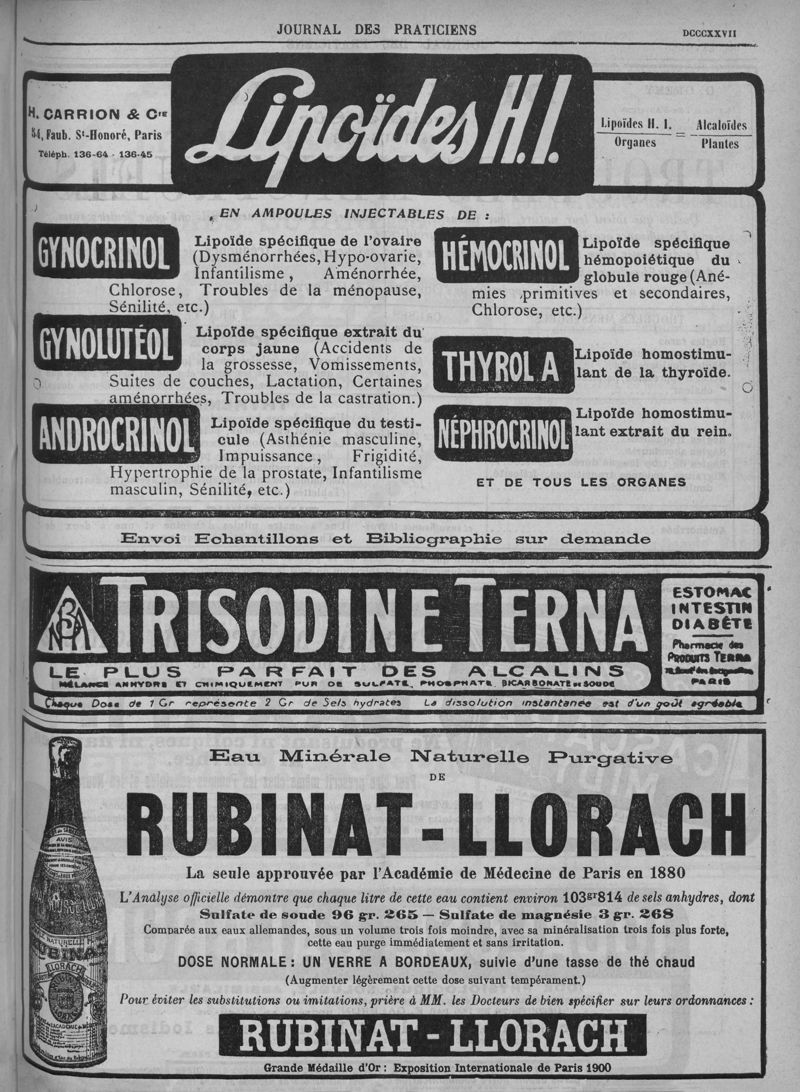 JOURNAL DES PRATICIENS
DCCCXXVII
H. CARRION & Cie
54, Faub. St-Honoré, Paris
Téléph. 136-64 - 136-45
Lipoïdes H.I.
Lipoïdes H. I. = Alcaloïdes
Organes Plantes
EN AMPOULES INJECTABLES DE :
GYNOCRINOL
Lipoïde spécifique de l'ovaire
(Dysménorrhées, Hypo-ovarie,
Infantilisme, Aménorrhée,
Chlorose, Troubles de la ménopause,
Sénilité, etc.)
GYNOLUTÉOL
Lipoïde spécifique extrait du
corps jaune (Accidents de
la grossesse, Vomissements,
Suites de couches, Lactation, Certaines
aménorrhées, Troubles de la castration.)
ANDROCRINOL
Lipoïde spécifique du testi-
cule (Asthénie masculine,
Impuissance, Frigidité,
Hypertrophie de la prostate, Infantilisme
masculin, Sénilité, etc.)
HÉMOCRINOL
Lipoïde spécifique
hémopoiétique du
globule rouge (Ané-
mies primitives et secondaires,
Chlorose, etc.)
THYROL A
Lipoïde homostimu-
lant de la thyroïde.
NÉPHROCRINOL
Lipoïde homostimu-
lant extrait du rein.
ET DE TOUS LES ORGANES
Envoi Echantillons et Bibliographie sur demande
TRISODINE TERNA
ESTOMAC
INTESTIN
DIABÈTE
Pharmacie des
PRODUITS TERNA
PARIS
LE PLUS PARFAIT DES ALCALINS
MÉLANGE ANHYDRE ET CHIMIQUEMENT PUR DE SULFATE, PHOSPHATE, BICARBONATE DE SOUDE
Chaque Dose de 1 Gr représente 2 Gr de Sels hydratés La dissolution instantanée est d'un goût agréable
Eau Minérale Naturelle Purgative
DE
RUBINAT-LLORACH
La seule approuvée par l'Académie de Médecine de Paris en 1880
L'Analyse officielle démontre que chaque litre de cette eau contient environ 103gr814 de sels anhydres, dont
Sulfate de soude 96 gr. 265 — Sulfate de magnésie 3 gr. 268
Comparée aux eaux allemandes, sous un volume trois fois moindre, avec sa minéralisation trois fois plus forte,
cette eau purge immédiatement et sans irritation.
DOSE NORMALE : UN VERRE A BORDEAUX, suivie d'une tasse de thé chaud
(Augmenter légèrement cette dose suivant tempérament.)
Pour éviter les substitutions ou imitations, prière à MM. les Docteurs de bien spécifier sur leurs ordonnances :
RUBINAT-LLORACH
Grande Médaille d'Or : Exposition Internationale de Paris 1900
AVIS
RUBINAT
LLORACH